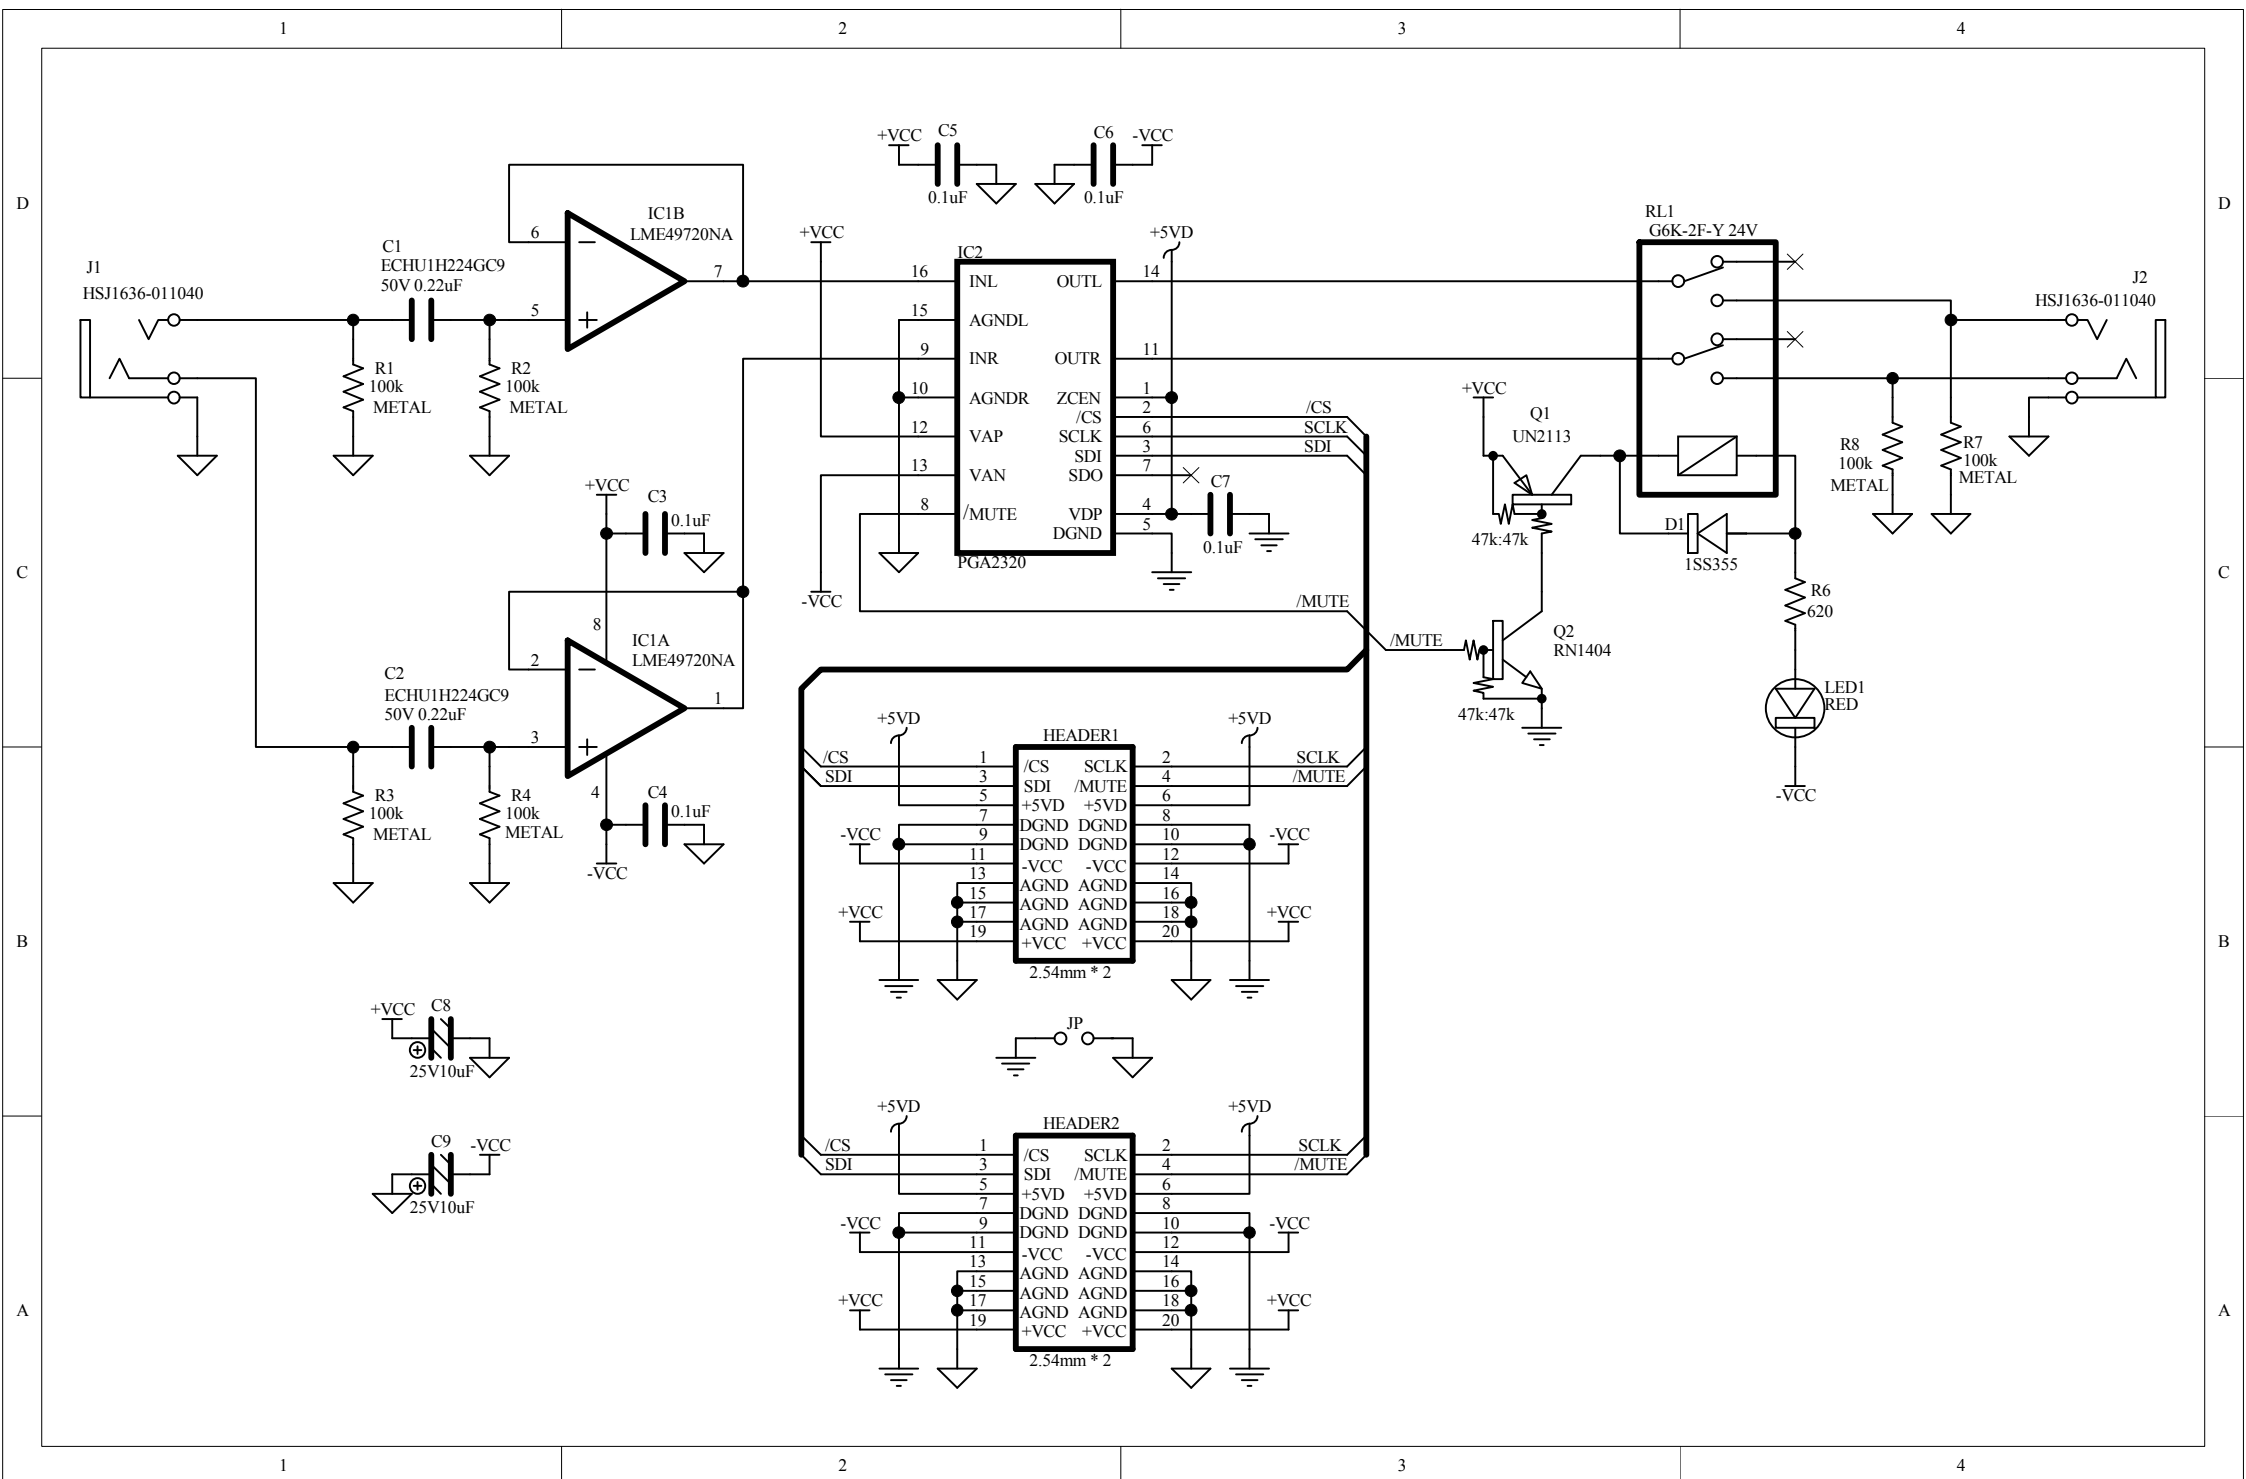 1 2 3 4
D
C
B
A
D
C
B
A
1 2 3 4
J1
HSJ1636-011040
C1
ECHU1H224GC9
50V 0.22uF
R1
100k
METAL
R2
100k
METAL
6
5
7
IC1B
LME49720NA
C2
ECHU1H224GC9
50V 0.22uF
R3
100k
METAL
R4
100k
METAL
+VCC
C3
0.1uF
8
IC1A
LME49720NA
2
3
1
4
C4
0.1uF
-VCC
+VCC
C8
25V10uF
C9
-VCC
25V10uF
+VCC
C5
0.1uF
C6
-VCC
0.1uF
+VCC
-VCC
+5VD
IC2
16 INL OUTL 14
15 AGNDL
9 INR OUTR 11
10 AGNDR ZCEN 1
/CS 2 /CS
12 VAP SCLK 6 SCLK
SDI 3 SDI
13 VAN SDO 7
8 /MUTE VDP 4
DGND 5
PGA2320
C7
0.1uF
/MUTE
/MUTE
+VCC
Q1
UN2113
47k:47k
Q2
RN1404
47k:47k
RL1
G6K-2F-Y 24V
D1
1SS355
R6
620
LED1
RED
-VCC
R8
100k
METAL
R7
100k
METAL
J2
HSJ1636-011040
+5VD +5VD
HEADER1
/CS 1 /CS SCLK 2 SCLK
SDI 3 SDI /MUTE 4 /MUTE
5 +5VD +5VD 6
7 DGND DGND 8
-VCC 9 DGND DGND 10 -VCC
11 -VCC -VCC 12
13 AGND AGND 14
15 AGND AGND 16
+VCC 17 AGND AGND 18 +VCC
19 +VCC +VCC 20
2.54mm * 2
JP
+5VD +5VD
HEADER2
/CS 1 /CS SCLK 2 SCLK
SDI 3 SDI /MUTE 4 /MUTE
5 +5VD +5VD 6
7 DGND DGND 8
-VCC 9 DGND DGND 10 -VCC
11 -VCC -VCC 12
13 AGND AGND 14
15 AGND AGND 16
+VCC 17 AGND AGND 18 +VCC
19 +VCC +VCC 20
2.54mm * 2